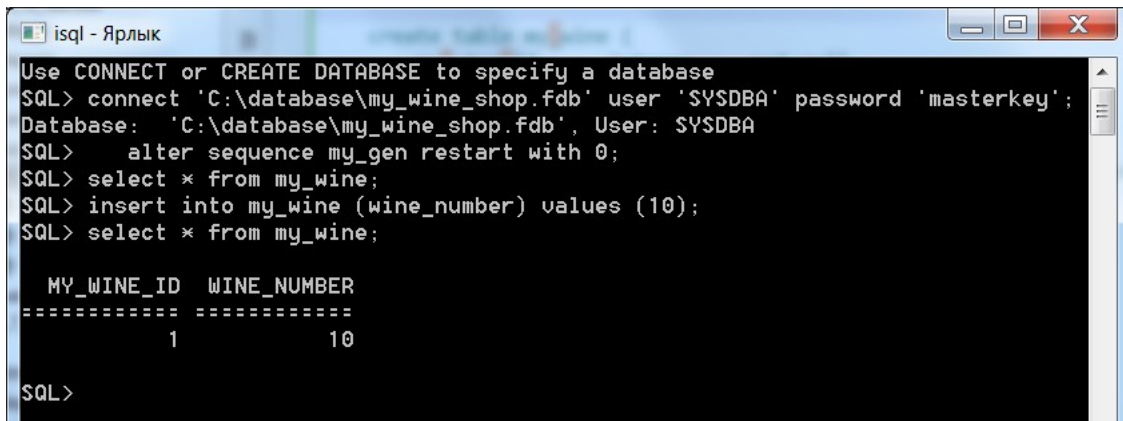 isql - Ярлык
Use CONNECT or CREATE DATABASE to specify a database
SQL> connect 'C:\database\my_wine_shop.fdb' user 'SYSDBA' password 'masterkey';
Database:  'C:\database\my_wine_shop.fdb', User: SYSDBA
SQL>    alter sequence my_gen restart with 0;
SQL> select * from my_wine;
SQL> insert into my_wine (wine_number) values (10);
SQL> select * from my_wine;
  MY_WINE_ID  WINE_NUMBER
============ ============
           1           10
SQL>